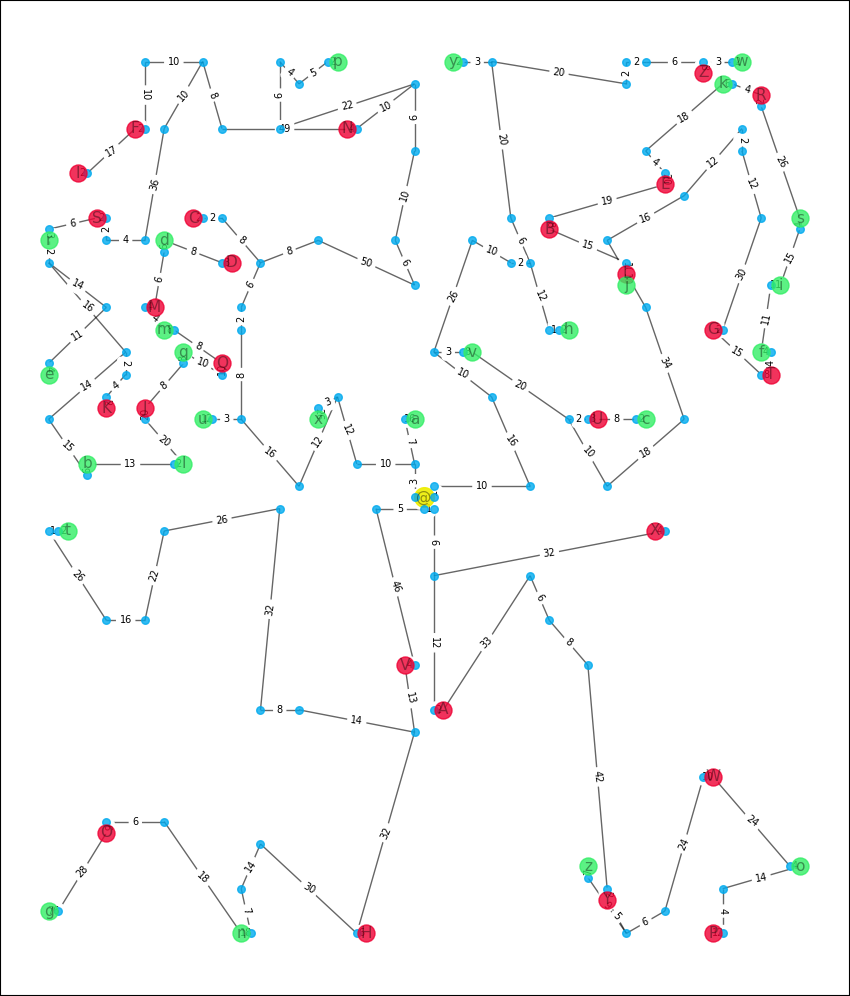 10
p
y
3
2
6
3
w
4
5
20
2
Z
10
10
8
9
k
4
R
22
10
9
18
F
49
N
17
36
20
2
12
4
I
10
26
E
19
12
S
C
2
s
6
2
8
16
B
r
4
d
8
6
6
15
2
8
D
50
10
2
L
15
14
6
6
26
12
30
j
u
16
M
2
11
11
m
8
h
G
34
15
q
10
Q
3
v
f
e
14
2
8
8
10
20
T
4
3
K
J
u
3
x
12
12
a
16
2
U
8
c
15
20
16
7
10
18
b
13
l
10
3
10
@
5
t
26
6
X
32
26
22
46
16
32
12
6
33
8
V
13
8
14
A
42
W
O
6
24
28
18
14
32
24
z
o
30
14
g
7
Y
5
6
4
n
H
P